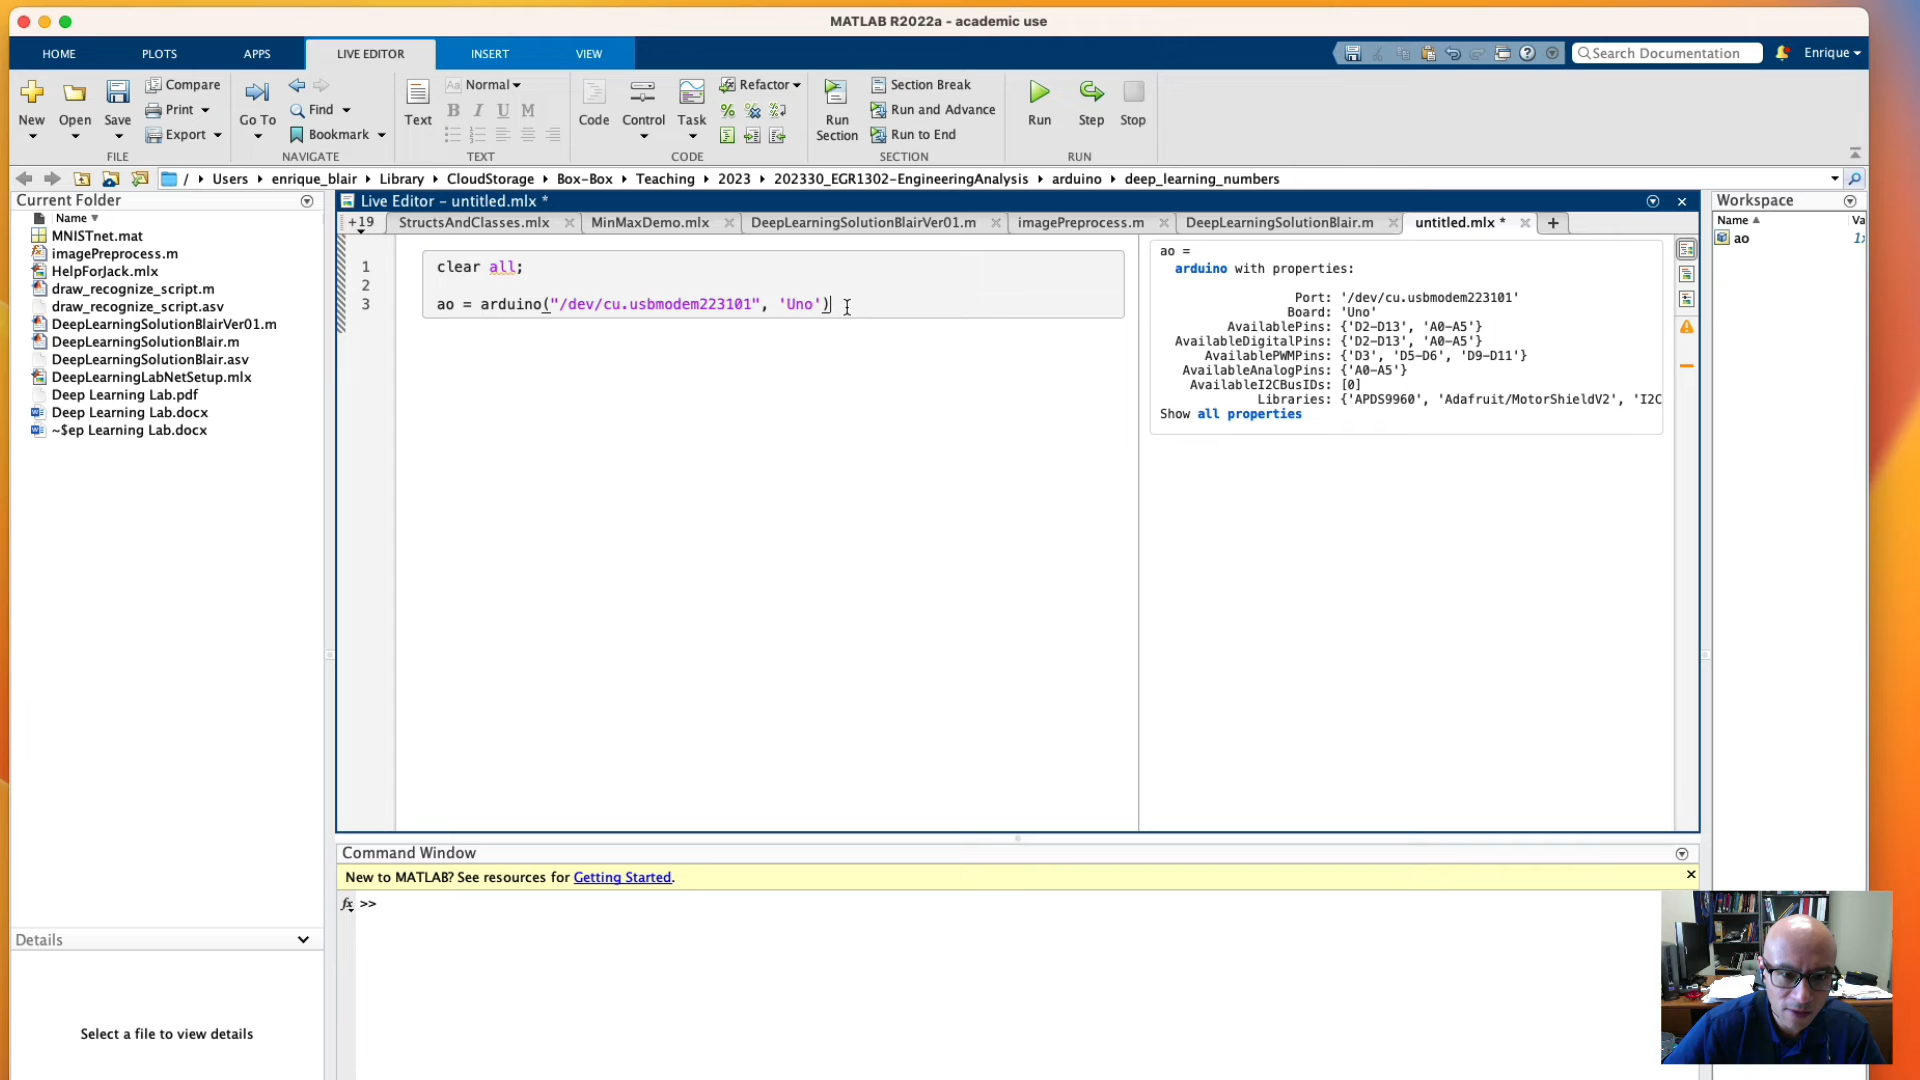 MATLAB R2022a - academic use
HOME PLOTS APPS LIVE EDITOR INSERT VIEW
Search Documentation Enrique
New Open Save Compare Print Export
FILE
Go To Find Bookmark
NAVIGATE
Text Aa Normal B I U M
TEXT
Code Control Task Refactor
CODE
Run Section Section Break Run and Advance Run to End
SECTION
Run Step Stop
RUN
/ Users enrique_blair Library CloudStorage Box-Box Teaching 2023 202330_EGR1302-EngineeringAnalysis arduino deep_learning_numbers
Current Folder
Name
MNISTnet.mat
imagePreprocess.m
HelpForJack.mlx
draw_recognize_script.m
draw_recognize_script.asv
DeepLearningSolutionBlairVer01.m
DeepLearningSolutionBlair.m
DeepLearningSolutionBlair.asv
DeepLearningLabNetSetup.mlx
Deep Learning Lab.pdf
Deep Learning Lab.docx
~$ep Learning Lab.docx
Details
Select a file to view details
Live Editor - untitled.mlx *
+19 StructsAndClasses.mlx MinMaxDemo.mlx DeepLearningSolutionBlairVer01.m imagePreprocess.m DeepLearningSolutionBlair.m untitled.mlx * +
1 clear all;
2
3 ao = arduino("/dev/cu.usbmodem223101", 'Uno')
ao =
arduino with properties:
Port: '/dev/cu.usbmodem223101'
Board: 'Uno'
AvailablePins: {'D2-D13', 'A0-A5'}
AvailableDigitalPins: {'D2-D13', 'A0-A5'}
AvailablePWMPins: {'D3', 'D5-D6', 'D9-D11'}
AvailableAnalogPins: {'A0-A5'}
AvailableI2CBusIDs: [0]
Libraries: {'APDS9960', 'Adafruit/MotorShieldV2', 'I2C
Show all properties
Workspace
Name Va
ao
Command Window
New to MATLAB? See resources for Getting Started.
fx >>